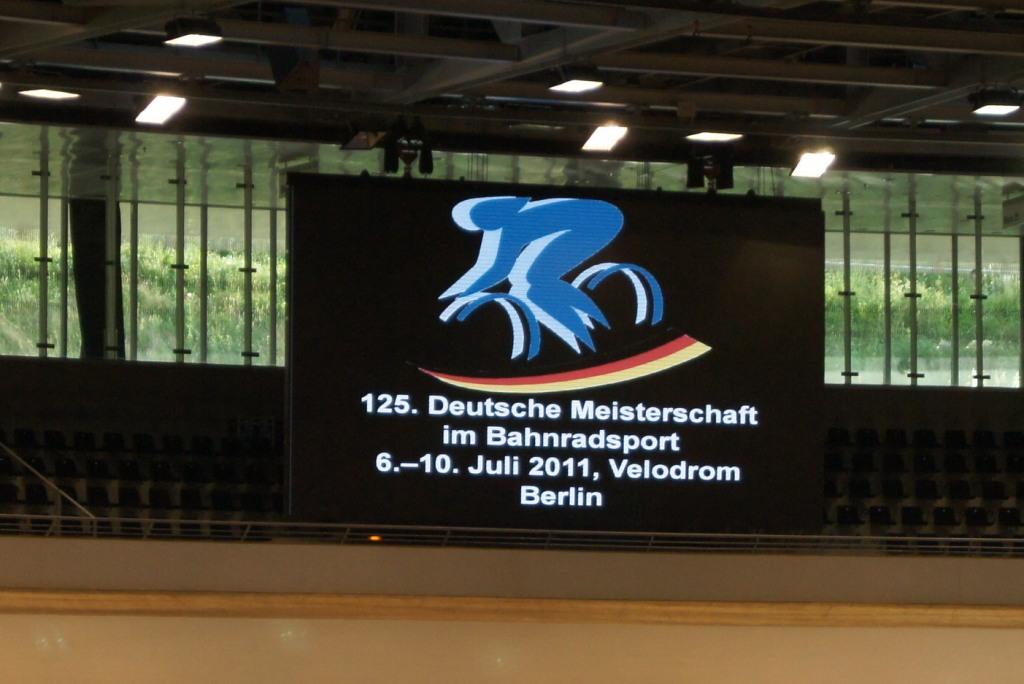 125. Deutsche Meisterschaft
im Bahnradsport
6.–10. Juli 2011, Velodrom
Berlin